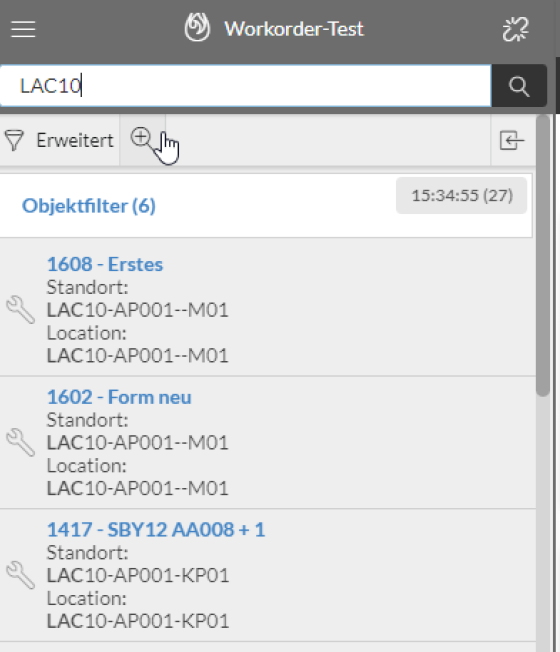 Workorder-Test
LAC10
Erweitert
Objektfilter (6)
15:34:55 (27)
1608 - Erstes
Standort:
LAC10-AP001--M01
Location:
LAC10-AP001--M01
1602 - Form neu
Standort:
LAC10-AP001--M01
Location:
LAC10-AP001--M01
1417 - SBY12 AA008 + 1
Standort:
LAC10-AP001-KP01
Location:
LAC10-AP001-KP01